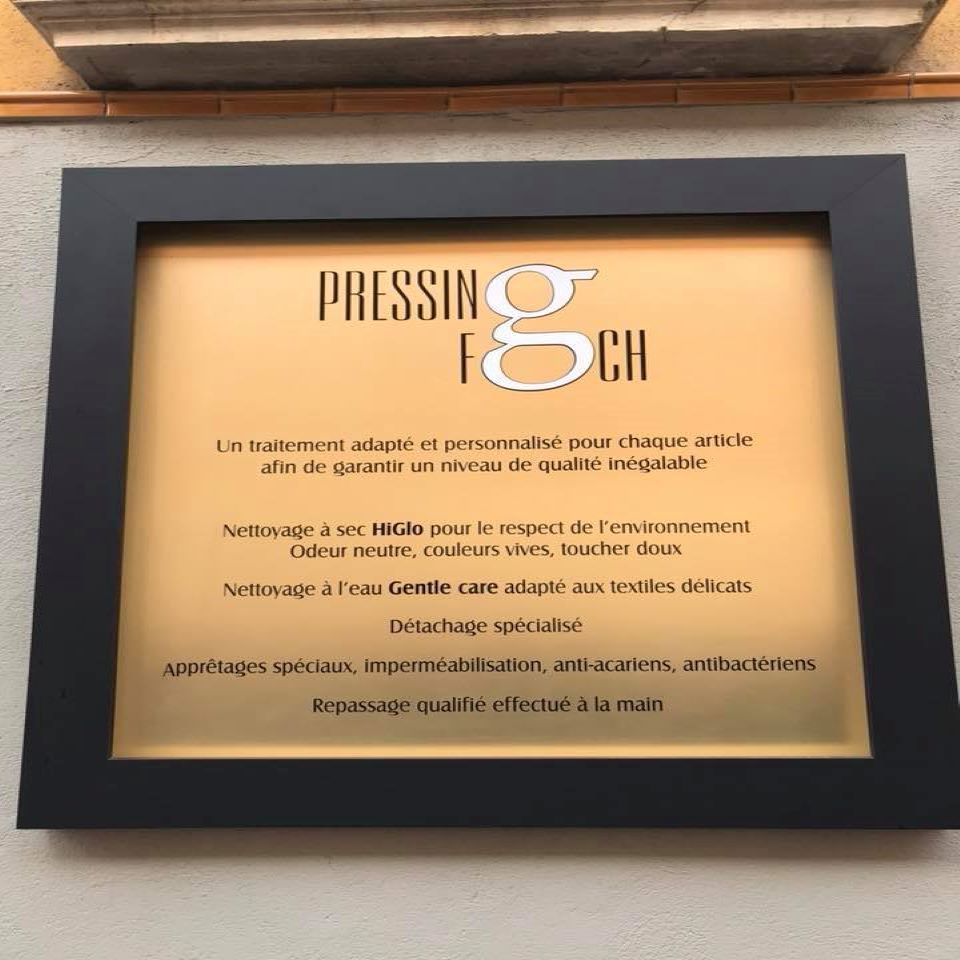 PRESSINg
FOCH
Un traitement adapté et personnalisé pour chaque article
afin de garantir un niveau de qualité inégalable
Nettoyage à sec HiGlo pour le respect de l'environnement
Odeur neutre, couleurs vives, toucher doux
Nettoyage à l'eau Gentle care adapté aux textiles délicats
Détachage spécialisé
Apprêtages spéciaux, imperméabilisation, anti-acariens, antibactériens
Repassage qualifié effectué à la main